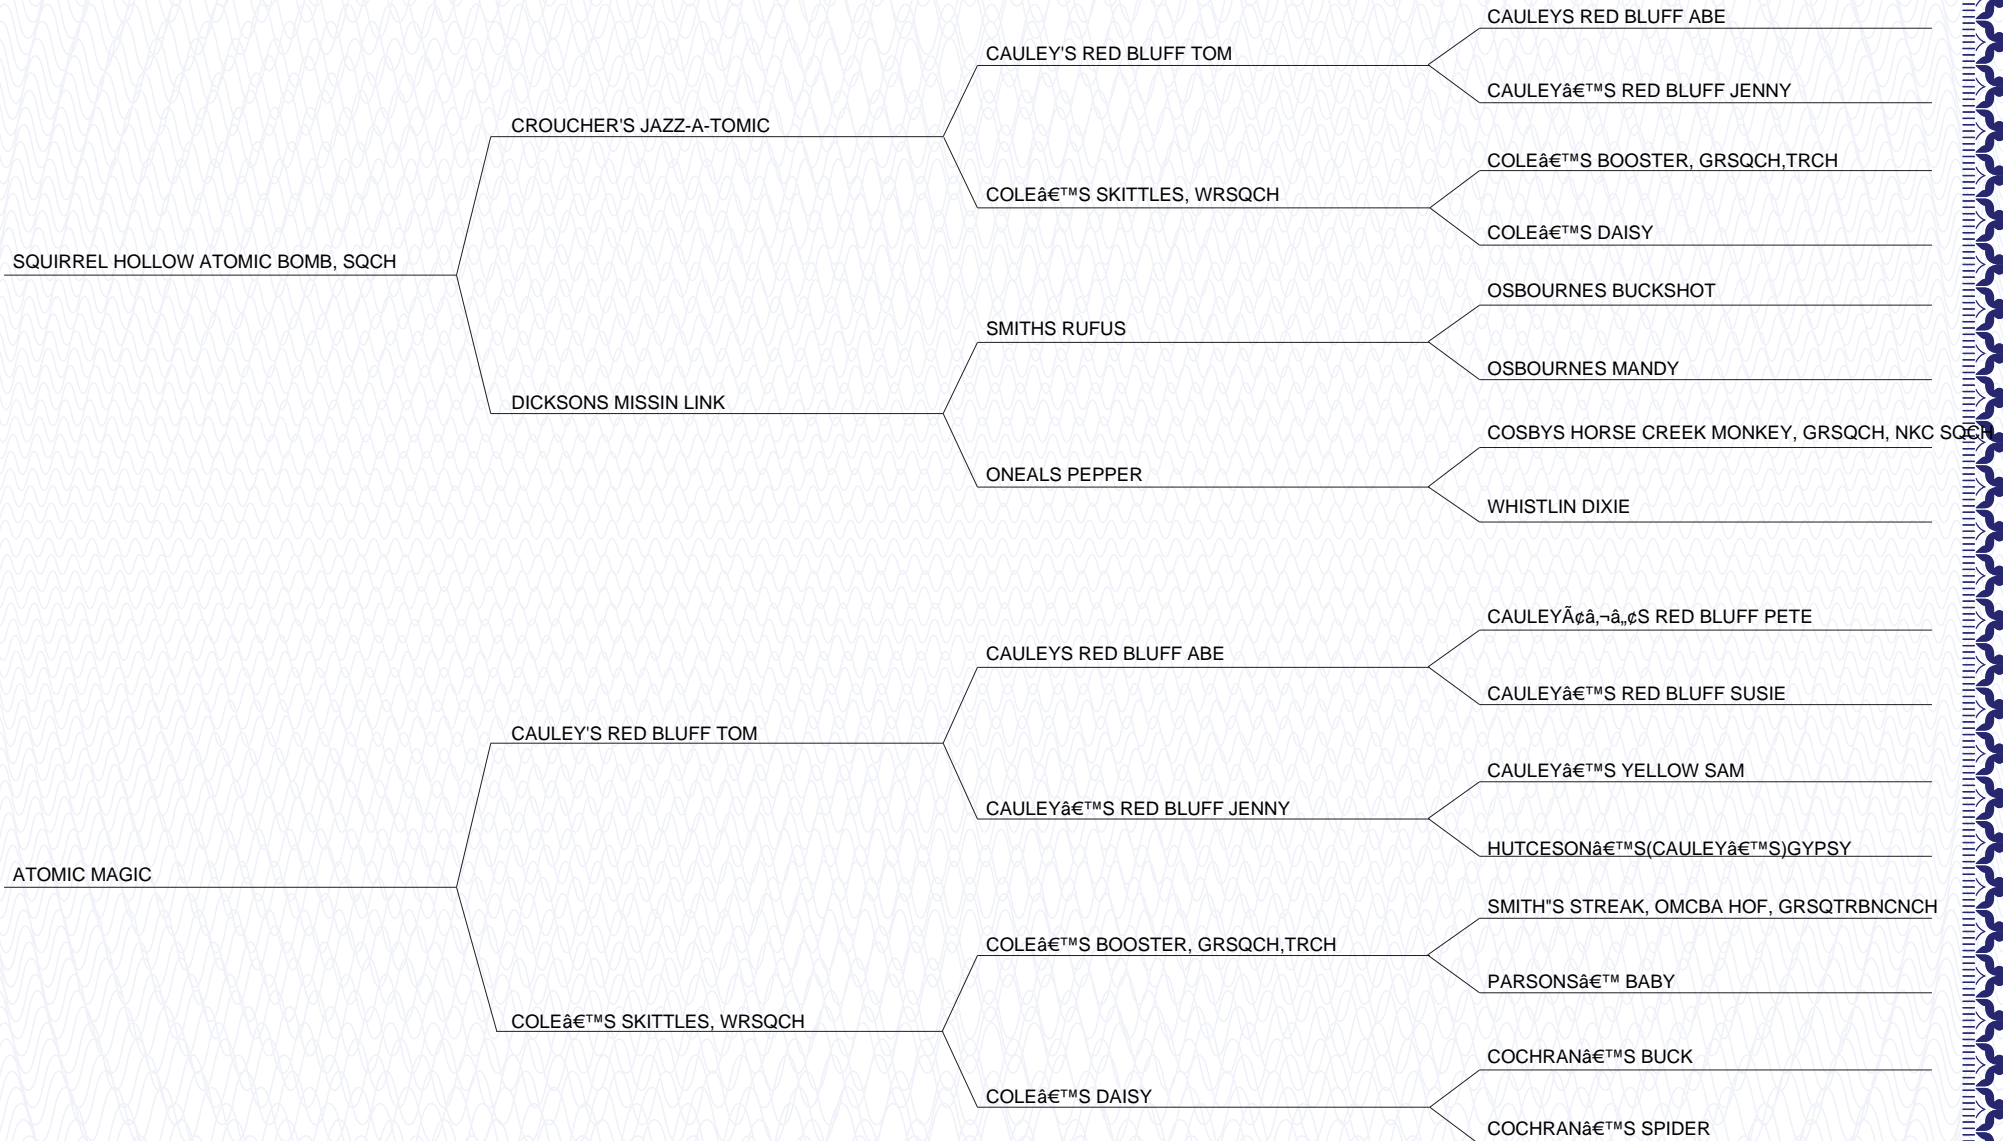 CAULEYS RED BLUFF ABE
CAULEY'S RED BLUFF TOM
CAULEYâ€™S RED BLUFF JENNY
CROUCHER'S JAZZ-A-TOMIC
COLEâ€™S BOOSTER, GRSQCH,TRCH
COLEâ€™S SKITTLES, WRSQCH
COLEâ€™S DAISY
SQUIRREL HOLLOW ATOMIC BOMB, SQCH
OSBOURNES BUCKSHOT
SMITHS RUFUS
OSBOURNES MANDY
DICKSONS MISSIN LINK
COSBYS HORSE CREEK MONKEY, GRSQCH, NKC SQCH
ONEALS PEPPER
WHISTLIN DIXIE
CAULEYÃ¢â‚¬â„¢S RED BLUFF PETE
CAULEYS RED BLUFF ABE
CAULEYâ€™S RED BLUFF SUSIE
CAULEY'S RED BLUFF TOM
CAULEYâ€™S YELLOW SAM
CAULEYâ€™S RED BLUFF JENNY
HUTCESONâ€™S(CAULEYâ€™S)GYPSY
ATOMIC MAGIC
SMITH"S STREAK, OMCBA HOF, GRSQTRBNCNCH
COLEâ€™S BOOSTER, GRSQCH,TRCH
PARSONSâ€™ BABY
COLEâ€™S SKITTLES, WRSQCH
COCHRANâ€™S BUCK
COLEâ€™S DAISY
COCHRANâ€™S SPIDER